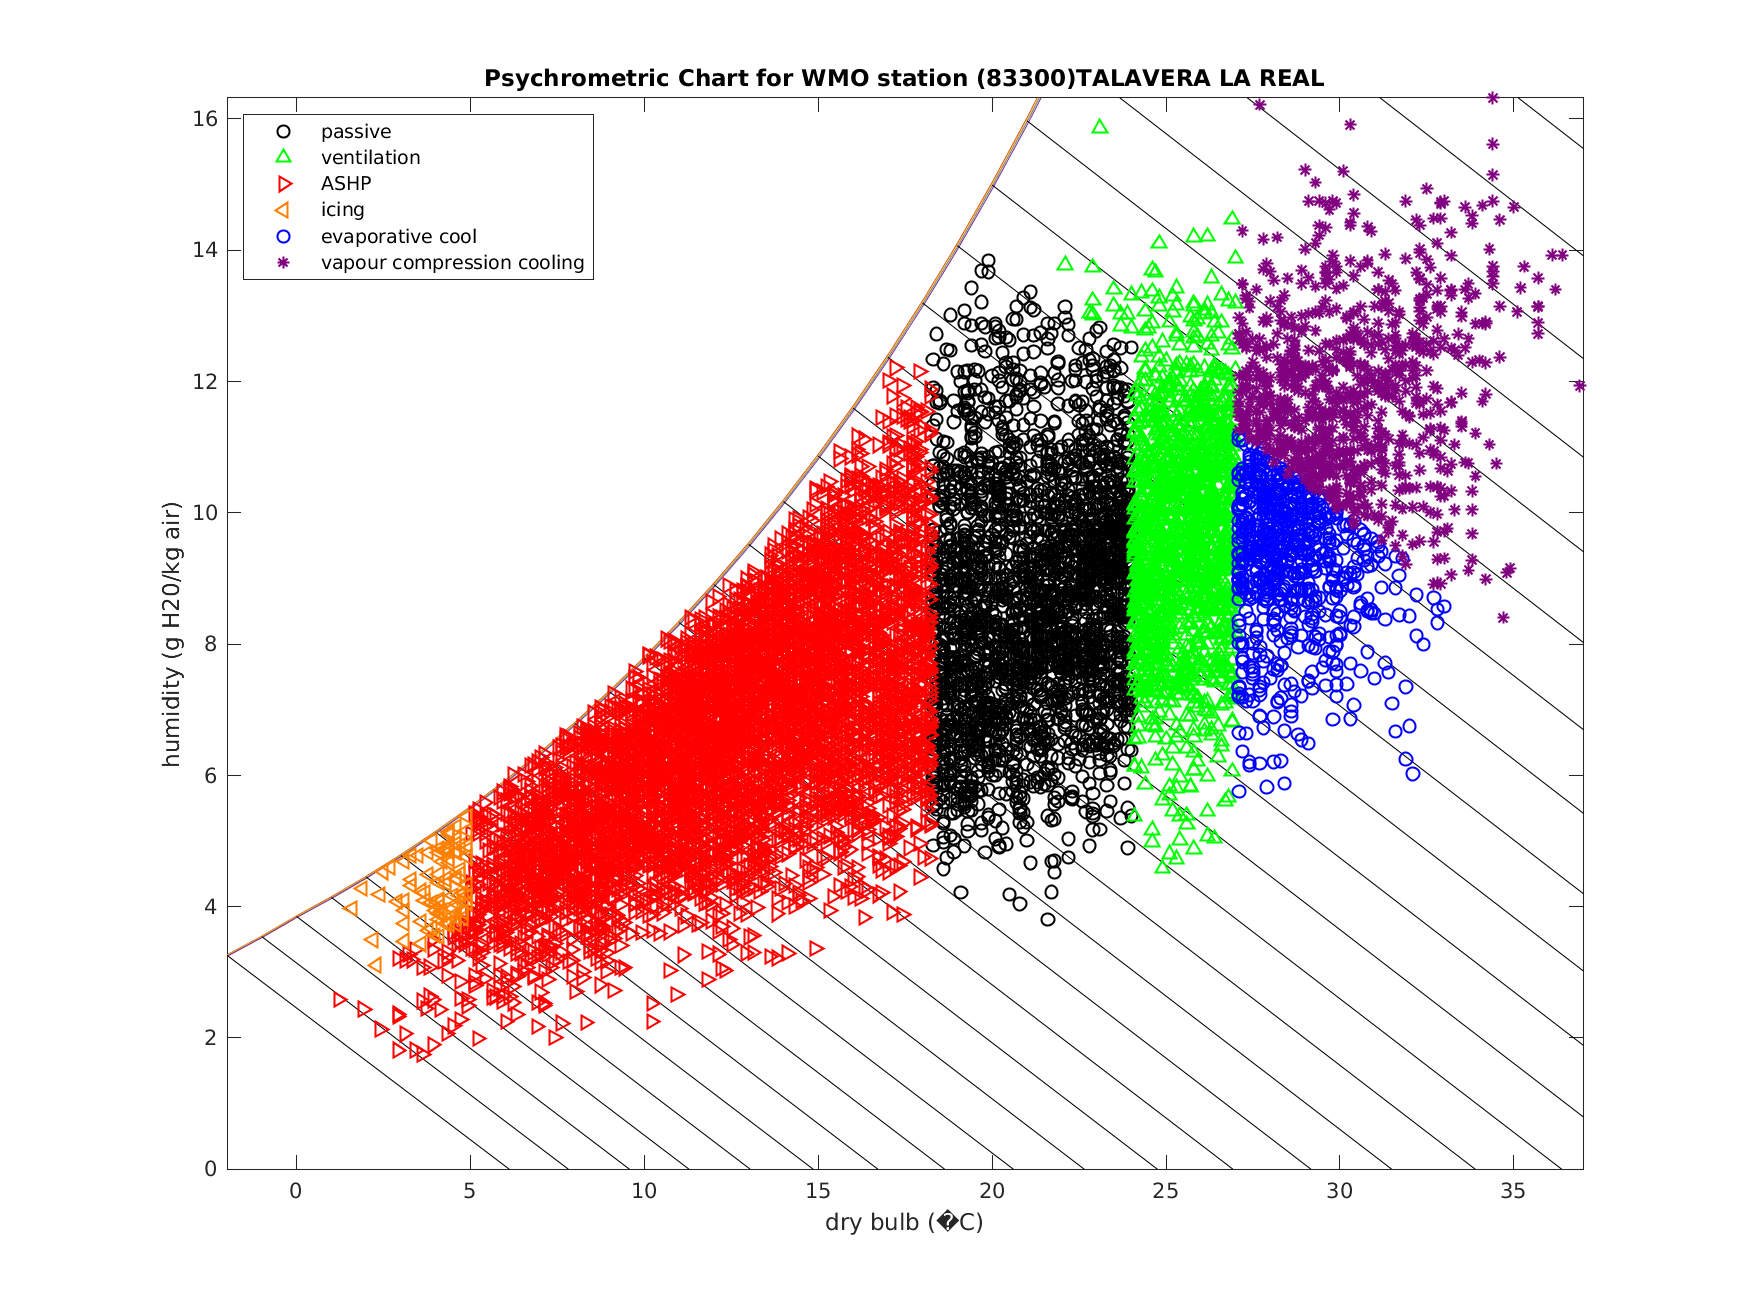 Psychrometric Chart for WMO station (83300)TALAVERA LA REAL
passive
ventilation
ASHP
icing
evaporative cool
vapour compression cooling
humidity (g H20/kg air)
16
14
12
10
8
6
4
2
0
0 5 10 15 20 25 30 35
dry bulb (�C)